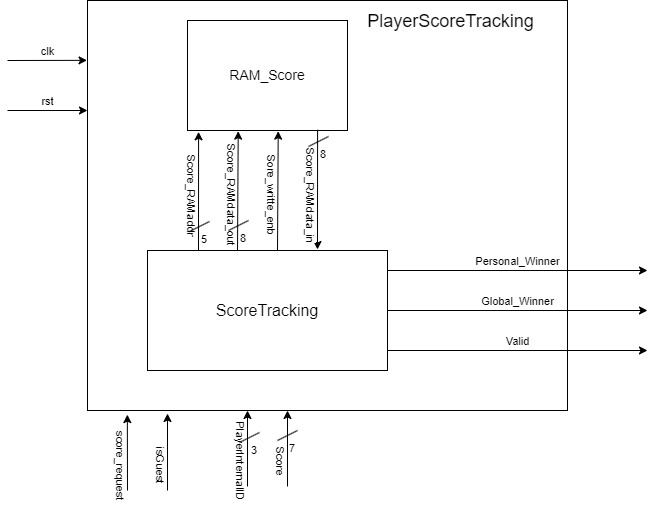 PlayerScoreTracking
clk
RAM_Score
rst
Score_RAMaddr
5
Score_RAMdata_out
8
Sore_writte_enb
Score_RAMdata_in
8
ScoreTracking
Personal_Winner
Global_Winner
Valid
score_request
isGuest
PlayerInternalID
3
Score
7